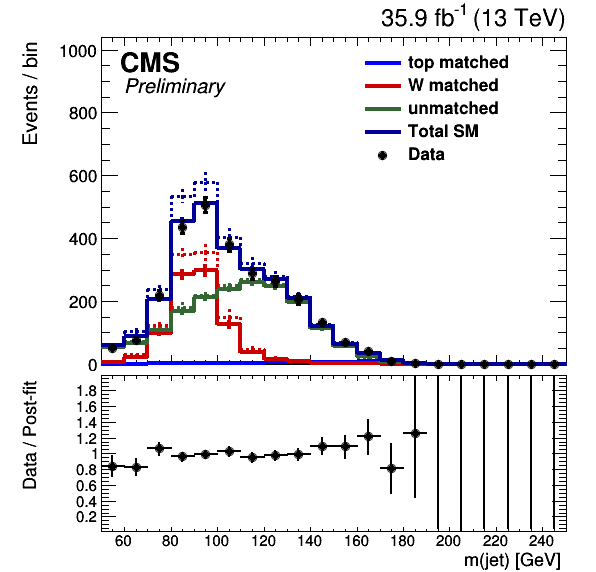 35.9 fb⁻¹ (13 TeV)
CMS
Preliminary
top matched
W matched
unmatched
Total SM
Data
Events / bin
1000
800
600
400
200
0
Data / Post-fit
1.8
1.6
1.4
1.2
1
0.8
0.6
0.4
0.2
60 80 100 120 140 160 180 200 220 240
m(jet) [GeV]